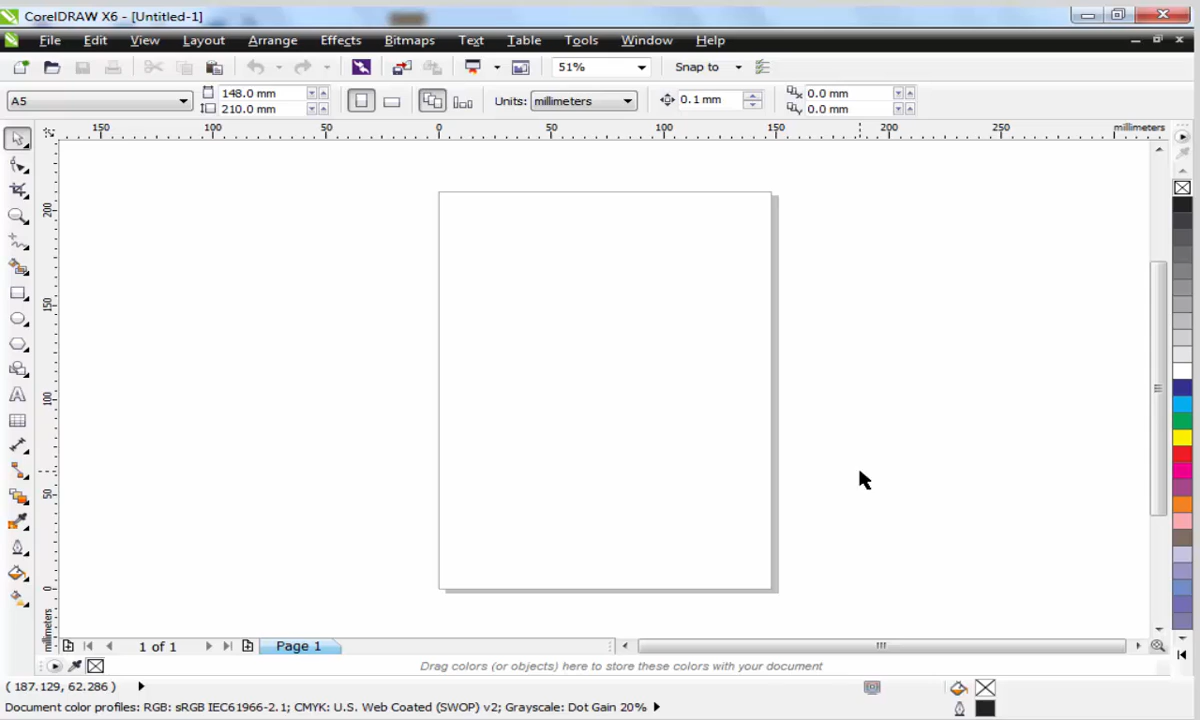 CorelDRAW X6 - [Untitled-1]
File Edit View Layout Arrange Effects Bitmaps Text Table Tools Window Help
51% Snap to
A5 148.0 mm 210.0 mm Units: millimeters 0.1 mm 0.0 mm 0.0 mm
150 100 50 0 50 100 150 200 250 millimeters
200
150
100
50
0
millimeters
1 of 1 Page 1
Drag colors (or objects) here to store these colors with your document
( 187.129, 62.286 )
Document color profiles: RGB: sRGB IEC61966-2.1; CMYK: U.S. Web Coated (SWOP) v2; Grayscale: Dot Gain 20%